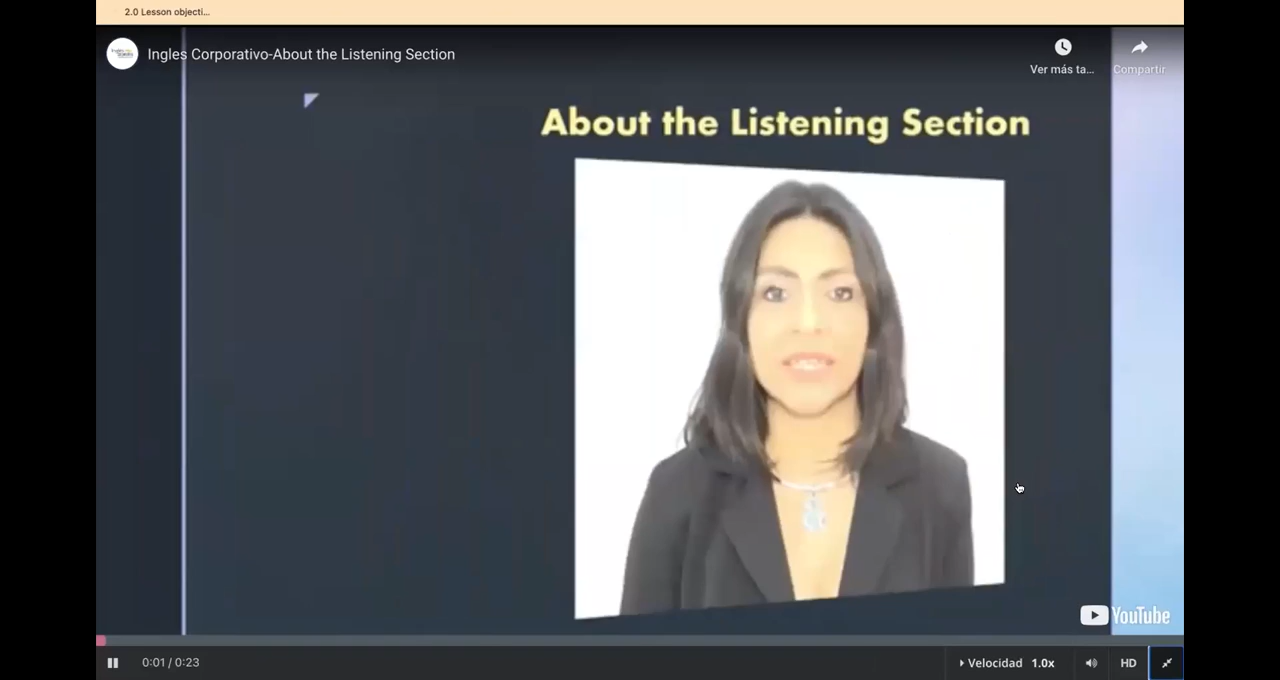 2.0 Lesson objecti...
Ingles Corporativo-About the Listening Section
Ver más ta...
Compartir
About the Listening Section
YouTube
0:01 / 0:23
Velocidad 1.0x
HD